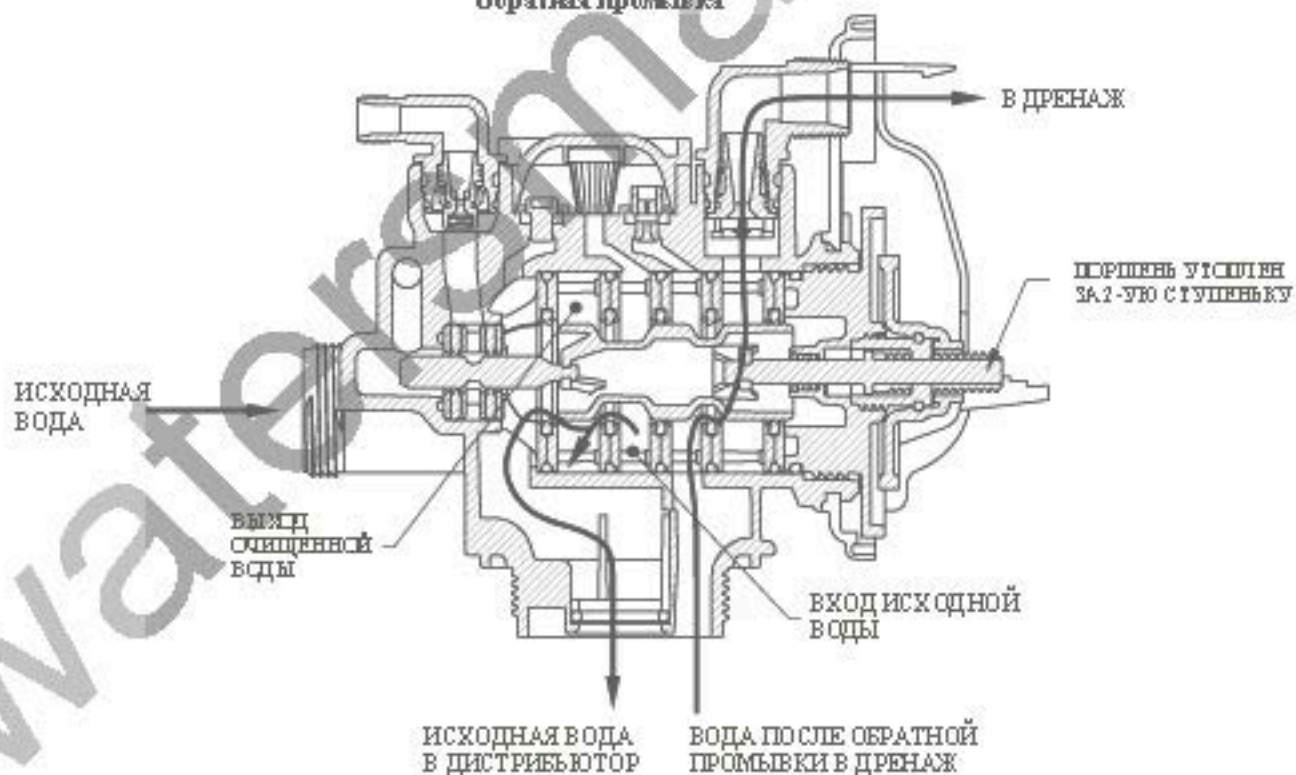 Обратная промывка
В ДРЕНАЖ
ПОРШЕНЬ УТОПЛЕН
ЗА 2-УЮ СТУПЕНЬКУ
ИСХОДНАЯ
ВОДА
ВЫХОД
ОЧИЩЕННОЙ
ВОДЫ
ВХОД ИСХОДНОЙ
ВОДЫ
ИСХОДНАЯ ВОДА
В ДИСТРИБЬЮТОР
ВОДА ПОСЛЕ ОБРАТНОЙ
ПРОМЫВКИ В ДРЕНАЖ